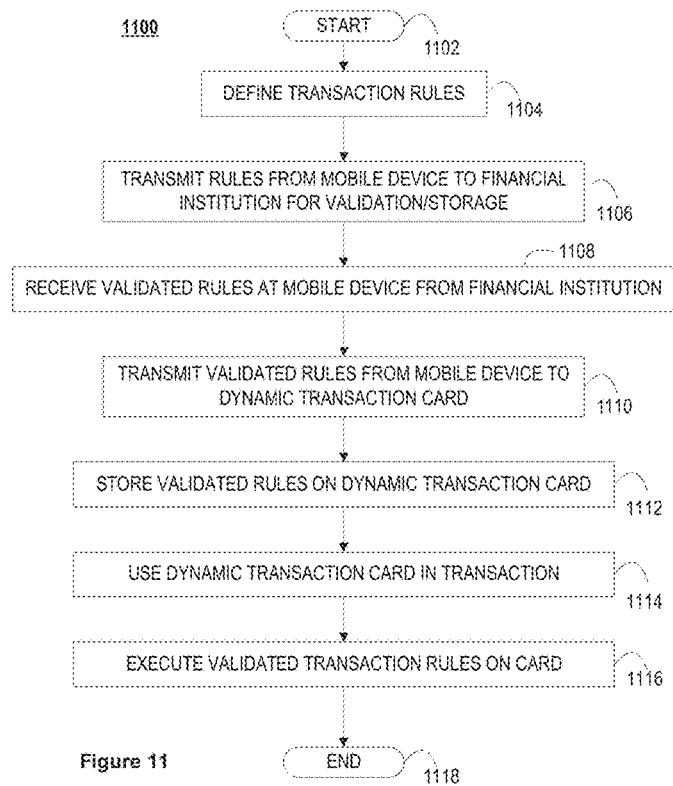 1100
START
1102
DEFINE TRANSACTION RULES
1104
TRANSMIT RULES FROM MOBILE DEVICE TO FINANCIAL
INSTITUTION FOR VALIDATION/STORAGE
1106
1108
RECEIVE VALIDATED RULES AT MOBILE DEVICE FROM FINANCIAL INSTITUTION
TRANSMIT VALIDATED RULES FROM MOBILE DEVICE TO
DYNAMIC TRANSACTION CARD
1110
STORE VALIDATED RULES ON DYNAMIC TRANSACTION CARD
1112
USE DYNAMIC TRANSACTION CARD IN TRANSACTION
1114
EXECUTE VALIDATED TRANSACTION RULES ON CARD
1116
Figure 11
END
1118